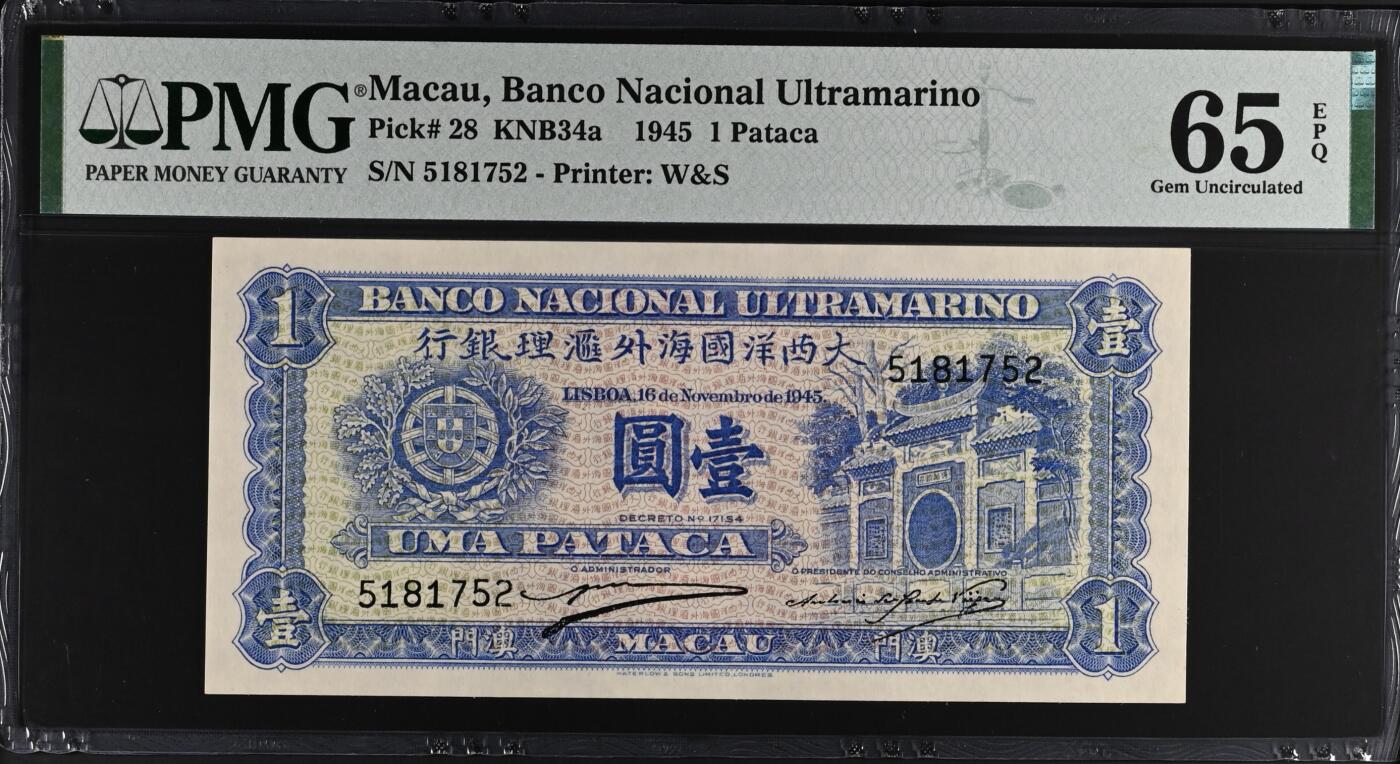 PMG®
PAPER MONEY GUARANTY
Macau, Banco Nacional Ultramarino
Pick# 28 KNB34a 1945 1 Pataca
S/N 5181752 - Printer: W&S
65 EPQ
Gem Uncirculated
1
BANCO NACIONAL ULTRAMARINO
壹
行銀理滙外海國洋西大
5181752
LISBOA, 16 de Novembro de 1945.
圓壹
DECRETO Nº 17154
UMA PATACA
O ADMINISTRADOR
O PRESIDENTE DO CONSELHO ADMINISTRATIVO
5181752
壹
門澳
MACAU
門澳
1
WATERLOW & SONS LIMITED, LONDRES